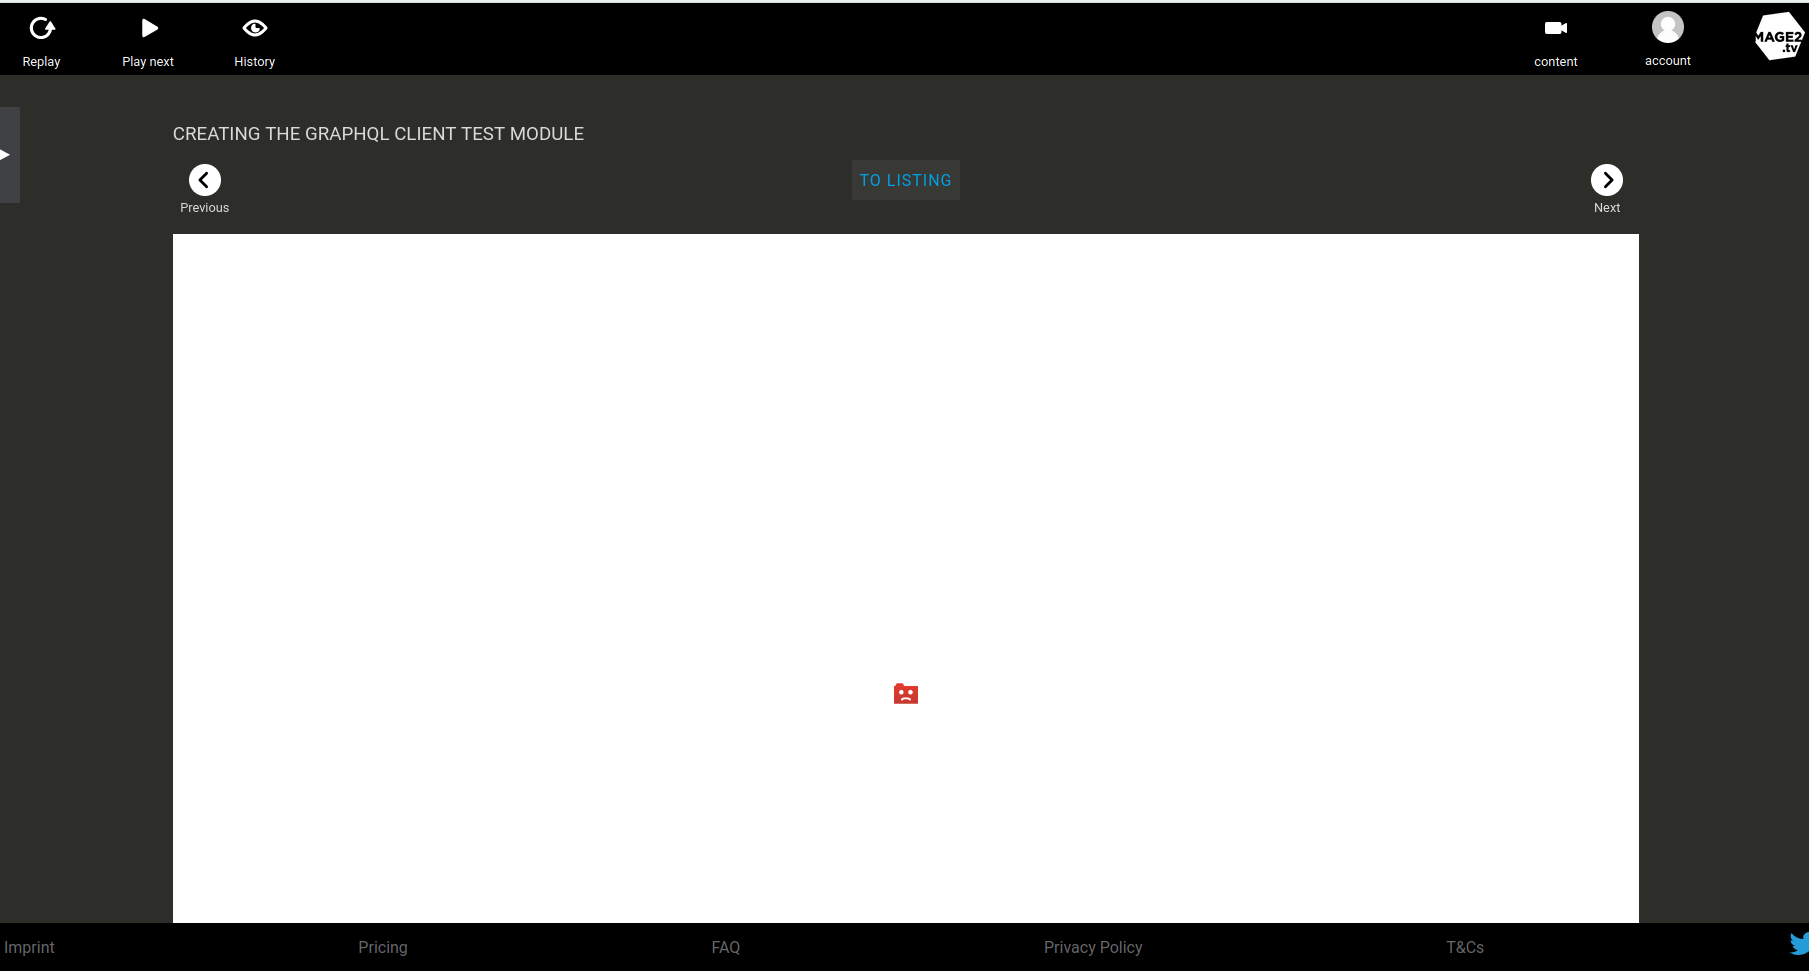 Replay
Play next
History
content
account
MAGE2
.tv
CREATING THE GRAPHQL CLIENT TEST MODULE
Previous
TO LISTING
Next
Imprint
Pricing
FAQ
Privacy Policy
T&Cs